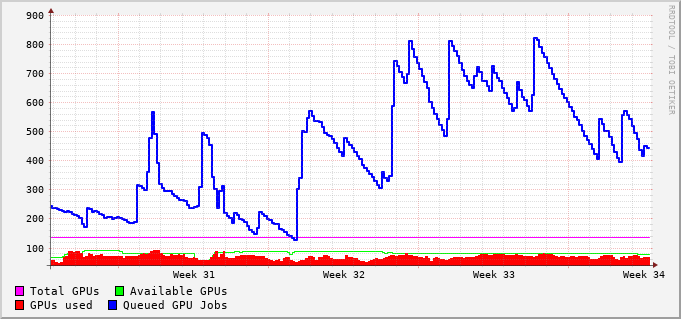 900
800
700
600
500
400
300
200
100
Week 31 Week 32 Week 33 Week 34
Total GPUs Available GPUs
GPUs used Queued GPU Jobs
RRDTOOL / TOBI OETIKER